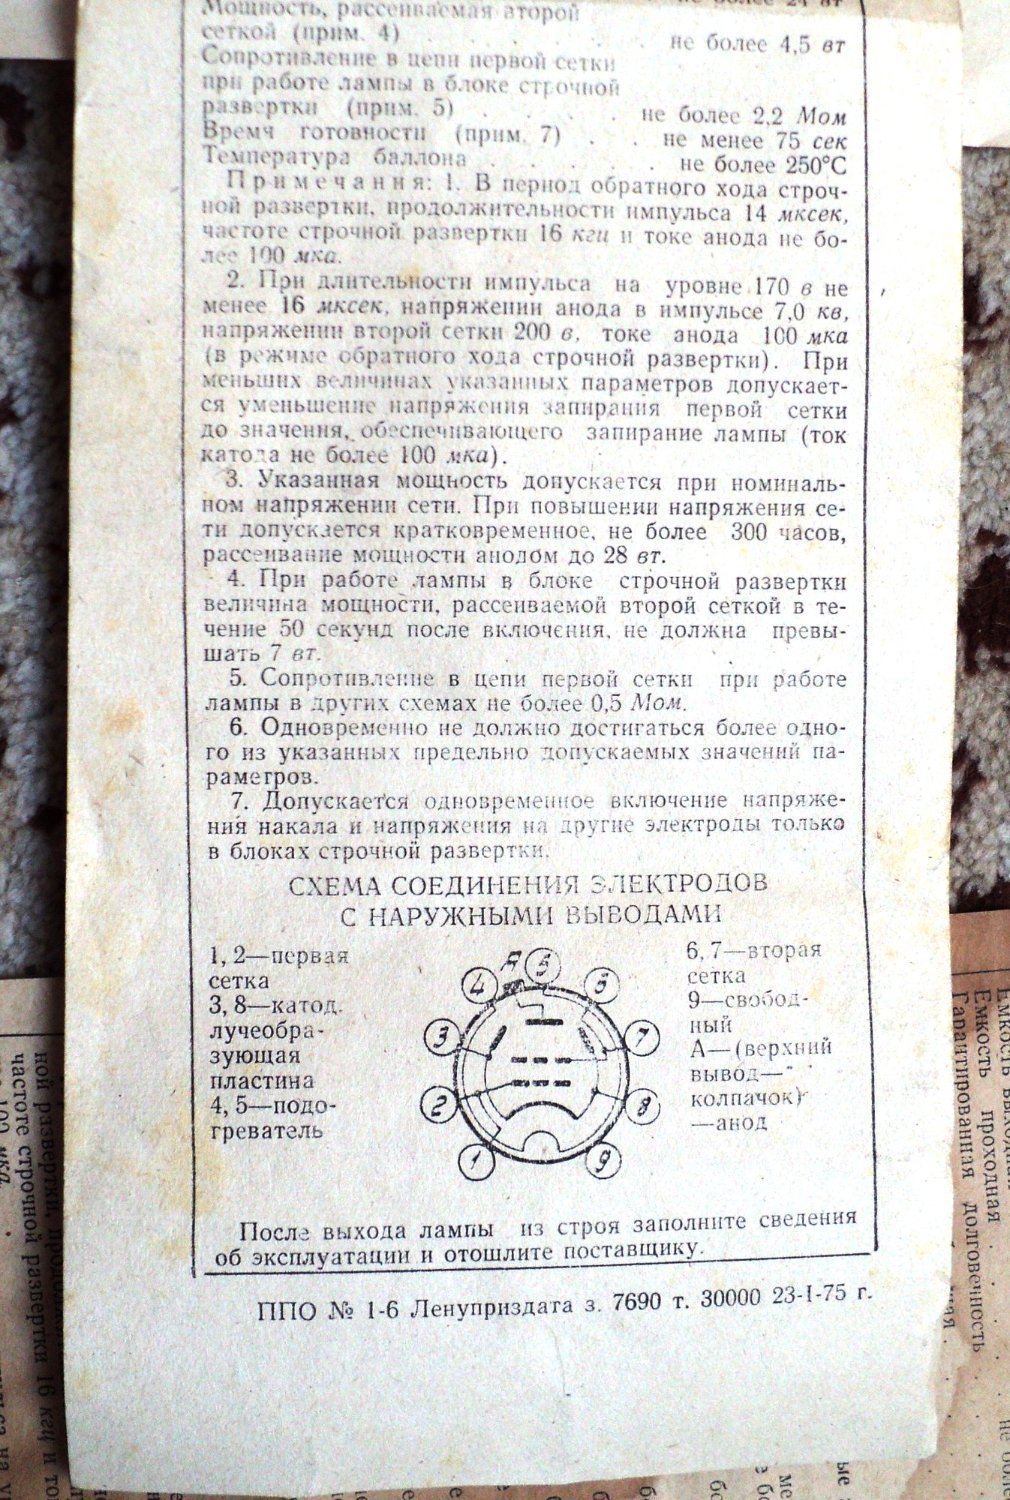 Мощность, рассеиваемая второй
сеткой (прим. 4) . . . . . не более 4,5 вт
Сопротивление в цепи первой сетки
при работе лампы в блоке строчной
развертки (прим. 5) . . . . не более 2,2 Мом
Время готовности (прим. 7) . . не менее 75 сек
Температура баллона . . . . . не более 250°С
Примечания: 1. В период обратного хода строч-
ной развертки, продолжительности импульса 14 мксек,
частоте строчной развертки 16 кгц и токе анода не бо-
лее 100 мка.
2. При длительности импульса на уровне 170 в не
менее 16 мксек, напряжении анода в импульсе 7,0 кв,
напряжении второй сетки 200 в, токе анода 100 мка
(в режиме обратного хода строчной развертки). При
меньших величинах указанных параметров допускает-
ся уменьшение напряжения запирания первой сетки
до значения, обеспечивающего запирание лампы (ток
катода не более 100 мка).
3. Указанная мощность допускается при номиналь-
ном напряжении сети. При повышении напряжения се-
ти допускается кратковременное, не более 300 часов,
рассеивание мощности анодом до 28 вт.
4. При работе лампы в блоке строчной развертки
величина мощности, рассеиваемой второй сеткой в те-
чение 50 секунд после включения, не должна превы-
шать 7 вт.
5. Сопротивление в цепи первой сетки при работе
лампы в других схемах не более 0,5 Мом.
6. Одновременно не должно достигаться более одно-
го из указанных предельно допускаемых значений па-
раметров.
7. Допускается одновременное включение напряже-
ния накала и напряжения на другие электроды только
в блоках строчной развертки.
СХЕМА СОЕДИНЕНИЯ ЭЛЕКТРОДОВ
С НАРУЖНЫМИ ВЫВОДАМИ
1, 2—первая
сетка
3, 8—катод.
лучеобра-
зующая
пластина
4, 5—подо-
греватель
А
1
2
3
4
5
6
7
8
9
6, 7—вторая
сетка
9—свобод-
ный
А—(верхний
вывод—
колпачок)
—анод
После выхода лампы из строя заполните сведения
об эксплуатации и отошлите поставщику.
ППО № 1-6 Ленуприздата з. 7690 т. 30000 23-I-75 г.
Емкость проходная
Гарантированная долговечность
ной развертки,
частоте строчной развертки 16 кгц и